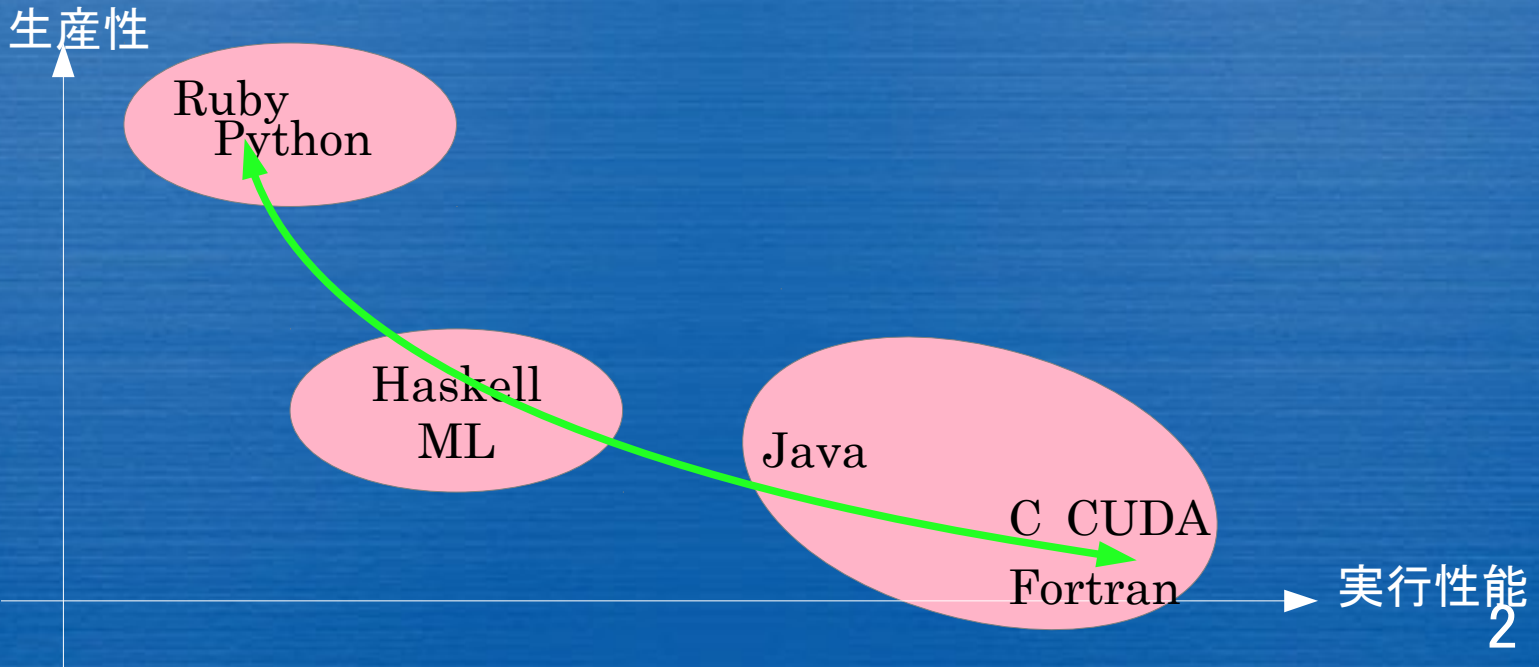 生産性
Ruby
Python
Haskell
ML
Java
C CUDA
Fortran
実行性能
2